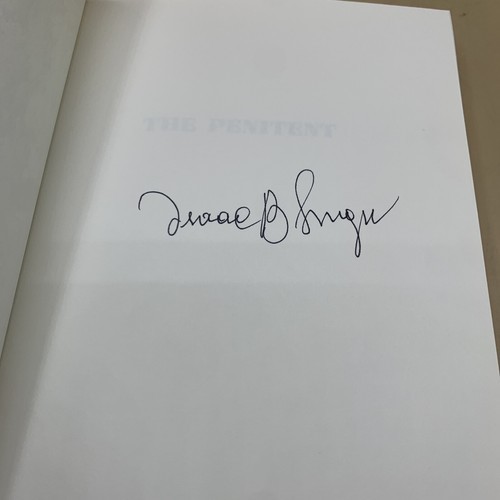 THE PENITENT
Isaac B Singer